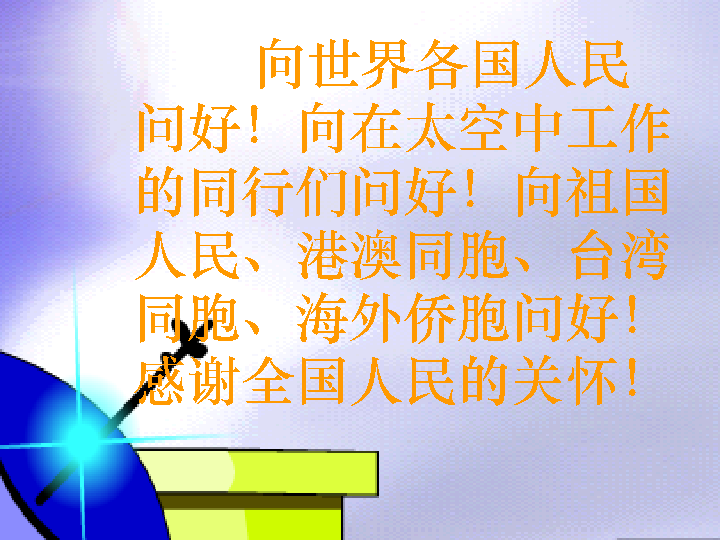 向世界各国人民
问好！向在太空中工作
的同行们问好！向祖国
人民、港澳同胞、台湾
同胞、海外侨胞问好！
感谢全国人民的关怀！